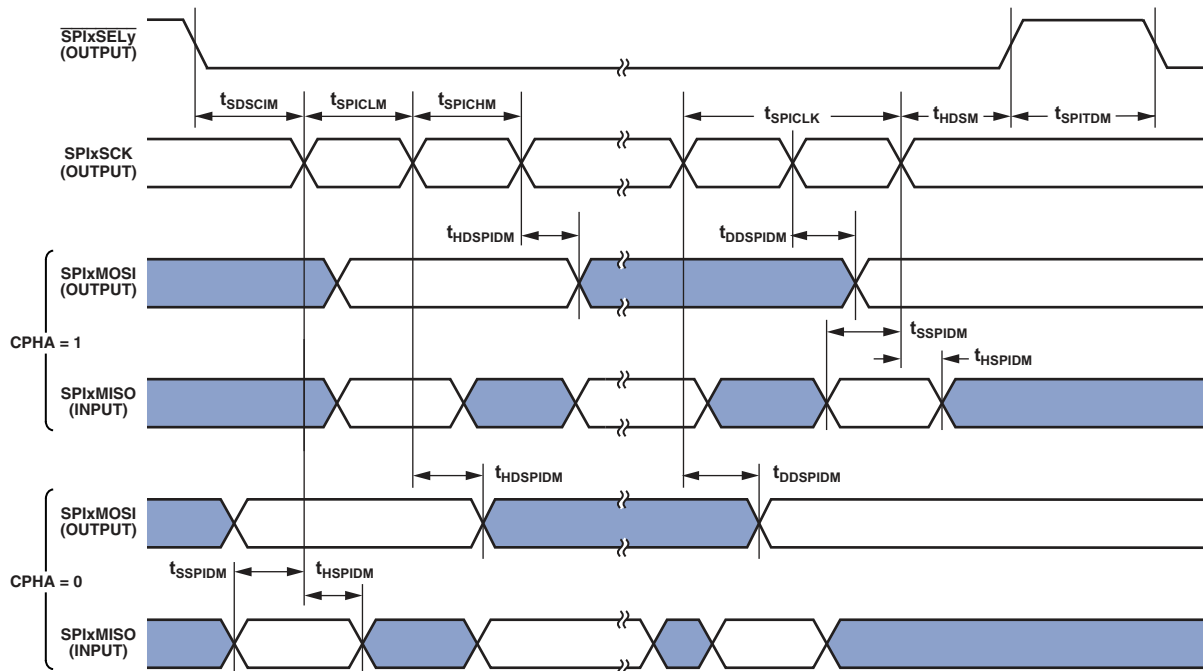 SPIxSELy
(OUTPUT)
tSDSCIM tSPICLM tSPICHM tSPICLK tHDSM tSPITDM
SPIxSCK
(OUTPUT)
tHDSPIDM tDDSPIDM
SPIxMOSI
(OUTPUT)
tSSPIDM
CPHA = 1
tHSPIDM
SPIxMISO
(INPUT)
tHDSPIDM tDDSPIDM
SPIxMOSI
(OUTPUT)
CPHA = 0
tSSPIDM tHSPIDM
SPIxMISO
(INPUT)